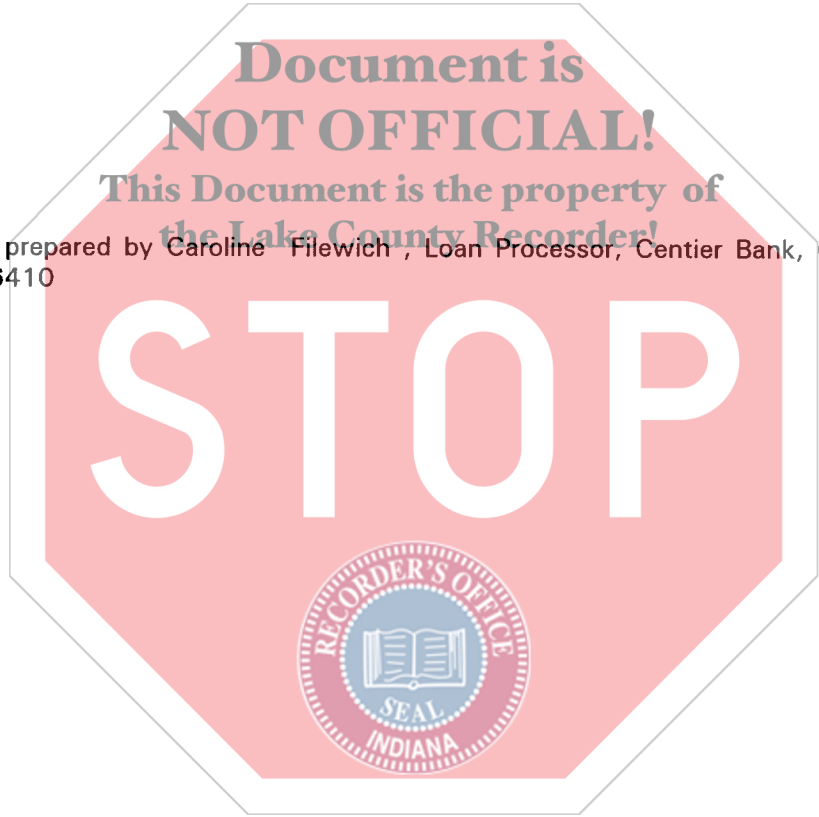 Document is
NOT OFFICIAL!
This Document is the property of
the Lake County Recorder!
prepared by Caroline Filewich , Loan Processor, Centier Bank,
6410
STOP
RECORDER'S OFFICE
SEAL
INDIANA